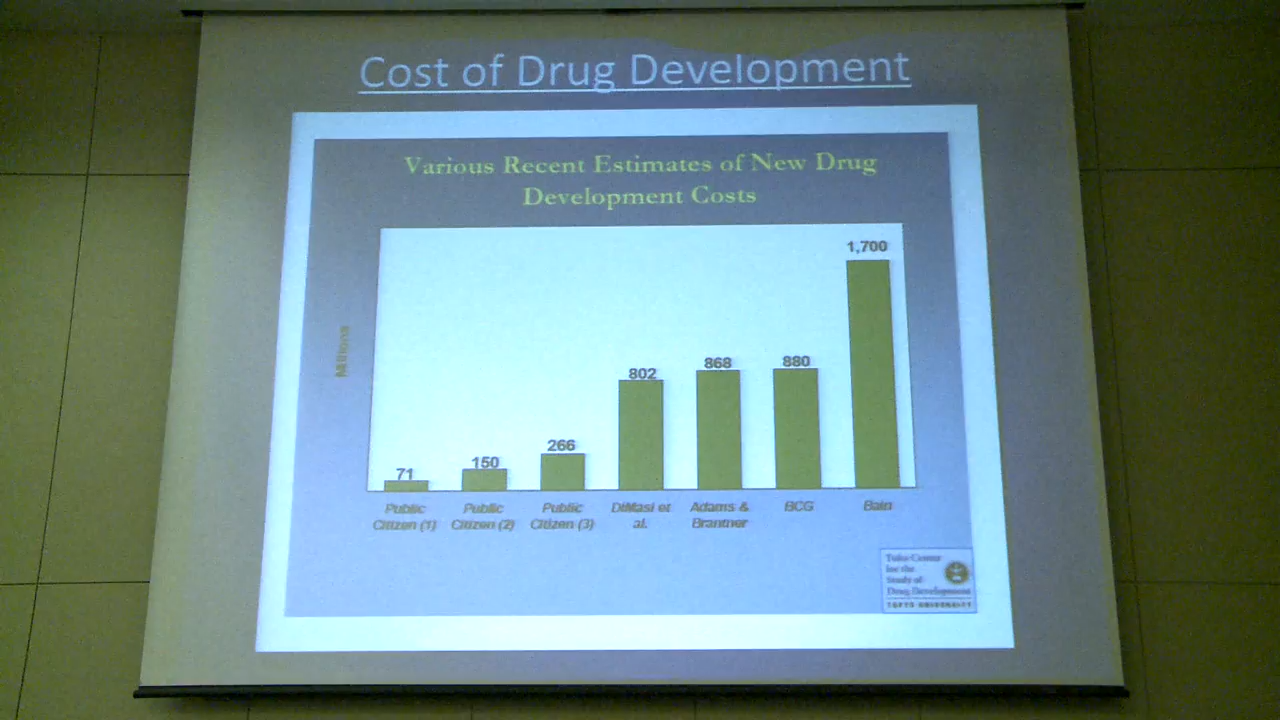 Cost of Drug Development
Various Recent Estimates of New Drug
Development Costs
Millions
71
150
266
802
868
880
1,700
Public
Citizen (1)
Public
Citizen (2)
Public
Citizen (3)
DiMasi et
al.
Adams &
Brantner
BCG
Bain
Tufts Center
for the
Study of
Drug Development
TUFTS UNIVERSITY